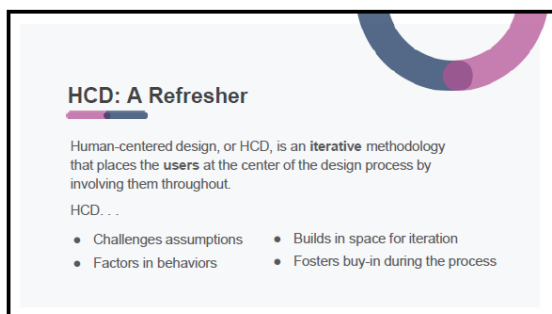 HCD: A Refresher
Human-centered design, or HCD, is an iterative methodology
that places the users at the center of the design process by
involving them throughout.
HCD. . .
● Challenges assumptions
● Factors in behaviors
● Builds in space for iteration
● Fosters buy-in during the process